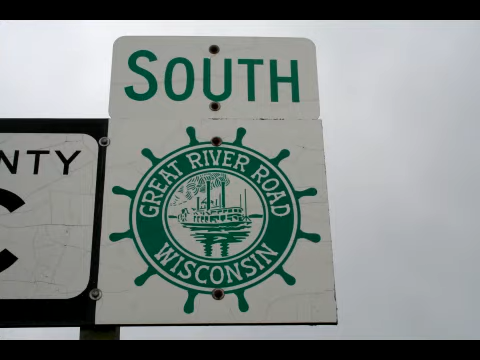 SOUTH
GREAT RIVER ROAD
WISCONSIN
NTY
C